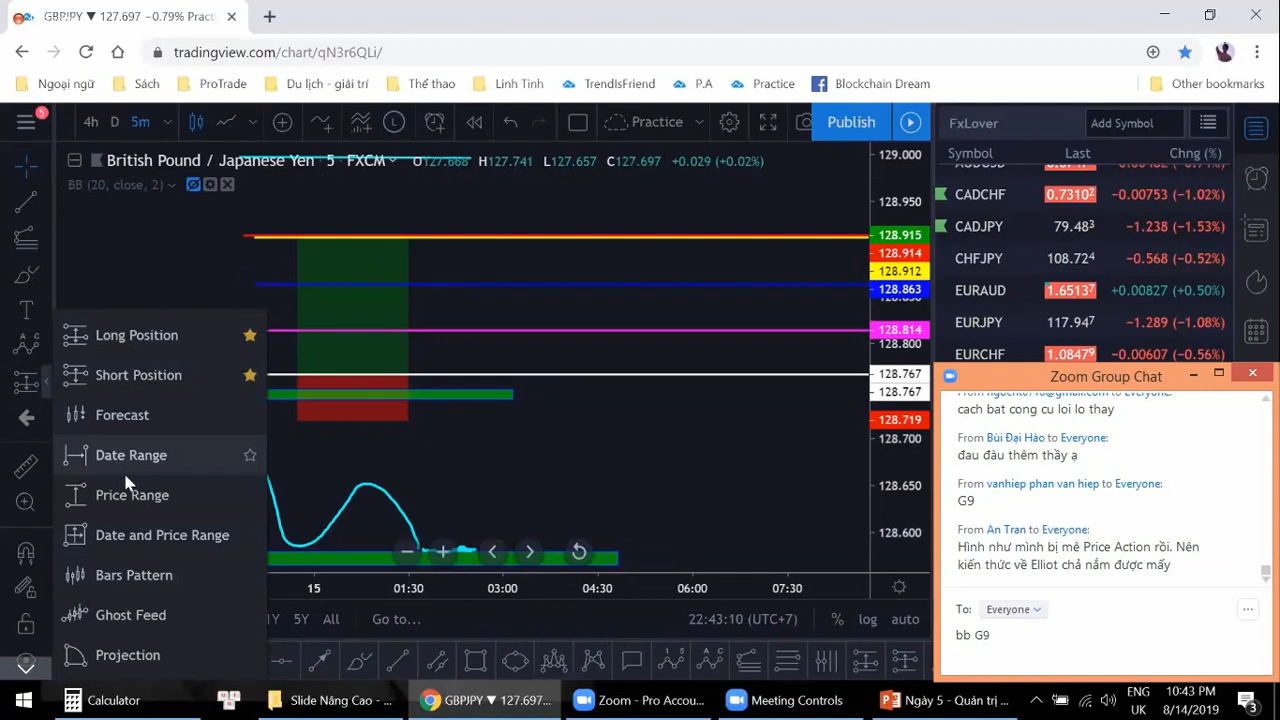 GBPJPY ▼ 127.697 −0.79% Practi
tradingview.com/chart/qN3r6QLi/
Ngoại ngữ
Sách
ProTrade
Du lịch - giải trí
Thể thao
Linh Tinh
TrendIsFriend
P.A
Practice
Blockchain Dream
Other bookmarks
5
4h D 5m
L
Practice
Publish
FxLover
Add Symbol
British Pound / Japanese Yen · 5 FXCM O127.668 H127.741 L127.657 C127.697 +0.029 (+0.02%)
BB (20, close, 2)
Symbol Last Chng (%)
CADCHF 0.7310² −0.00753 (−1.02%)
CADJPY 79.48³ −1.238 (−1.53%)
CHFJPY 108.72⁴ −0.568 (−0.52%)
EURAUD 1.6513⁷ +0.00827 (+0.50%)
EURJPY 117.94⁷ −1.289 (−1.08%)
EURCHF 1.0847⁹ −0.00607 (−0.56%)
129.000
128.950
128.915
128.914
128.912
128.863
128.814
128.800
128.767
128.767
128.719
128.700
128.650
128.600
Long Position
Short Position
Forecast
Date Range
Price Range
Date and Price Range
Bars Pattern
Ghost Feed
Projection
15 01:30 03:00 04:30 06:00 07:30
1Y 5Y All Go to...
22:43:10 (UTC+7) % log auto
Zoom Group Chat
cach bat cong cu loi lo thay
From Bùi Đại Hào to Everyone:
đau đàu thêm thầy ạ
From vanhiep phan van hiep to Everyone:
G9
From An Tran to Everyone:
Hình như mình bị mê Price Action rồi. Nên
kiến thức về Elliot chả nắm được mấy
To: Everyone
bb G9
Calculator
Slide Nâng Cao - ...
GBPJPY ▼ 127.697...
Zoom - Pro Accou...
Meeting Controls
Ngày 5 - Quản trị ...
ENG
UK
10:43 PM
8/14/2019
3